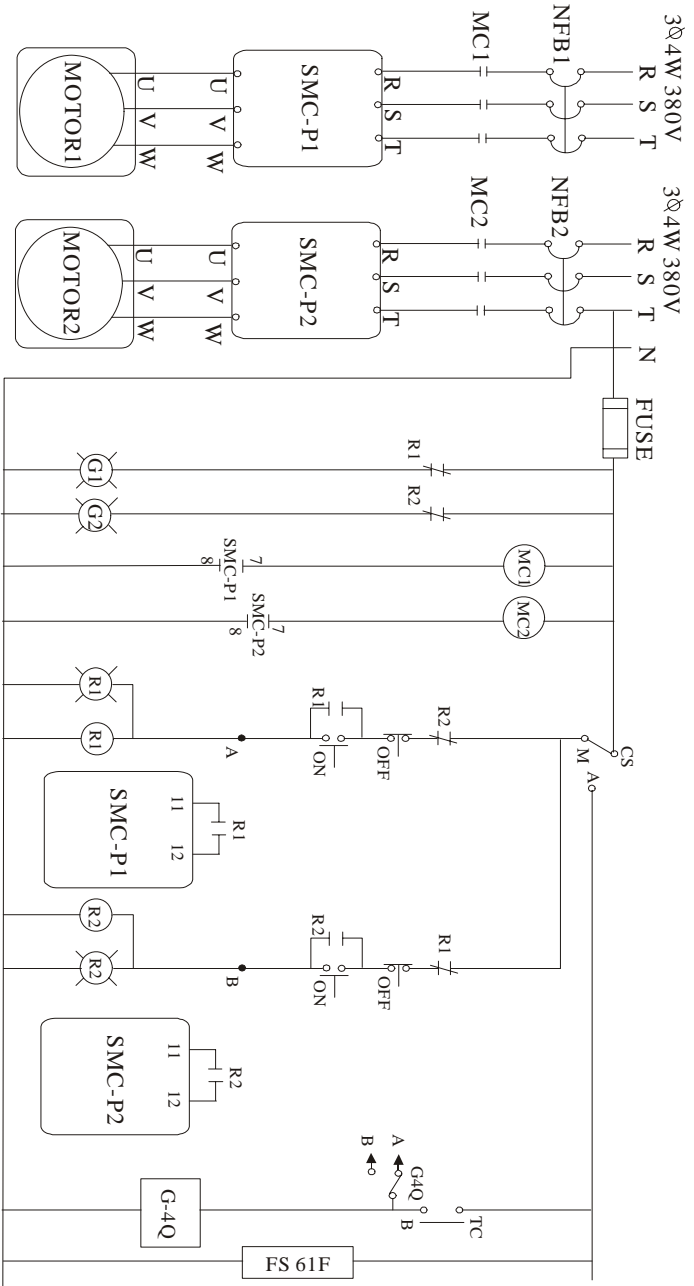 3Φ4W 380V
R S T
NFB1
MC1
R S T
SMC-P1
U V W
U V W
MOTOR1
3Φ4W 380V
R S T N
NFB2
MC2
R S T
SMC-P2
U V W
U V W
MOTOR2
FUSE
R1
G1
R2
G2
MC1
7
8
SMC-P1
MC2
7
8
SMC-P2
CS
M A
R2
OFF
R1
ON
A
R1
R1
R1
11 12
SMC-P1
R1
OFF
R2
ON
B
R2
R2
R2
11 12
SMC-P2
TC
B
G4Q
A
B
G-4Q
FS 61F